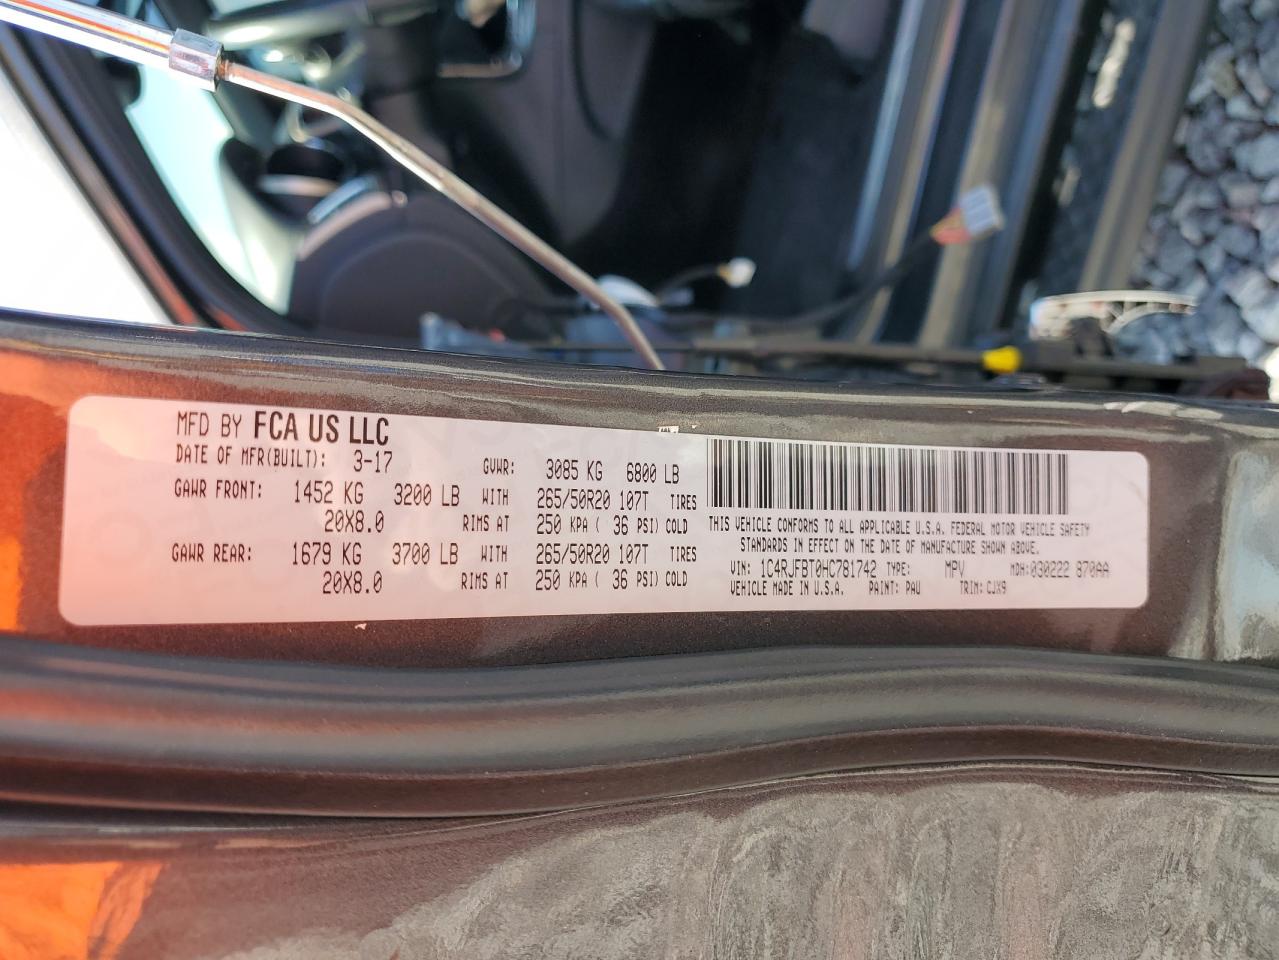 MFD BY FCA US LLC
DATE OF MFR(BUILT): 3-17 GVWR: 3085 KG 6800 LB
GAWR FRONT: 1452 KG 3200 LB WITH 265/50R20 107T TIRES
20X8.0 RIMS AT 250 KPA ( 36 PSI) COLD
GAWR REAR: 1679 KG 3700 LB WITH 265/50R20 107T TIRES
20X8.0 RIMS AT 250 KPA ( 36 PSI) COLD
THIS VEHICLE CONFORMS TO ALL APPLICABLE U.S.A. FEDERAL MOTOR VEHICLE SAFETY
STANDARDS IN EFFECT ON THE DATE OF MANUFACTURE SHOWN ABOVE.
VIN: 1C4RJFBT0HC781742 TYPE: MPV MDH: 030222 870AA
VEHICLE MADE IN U.S.A. PAINT: PAU TRIM: CJX9